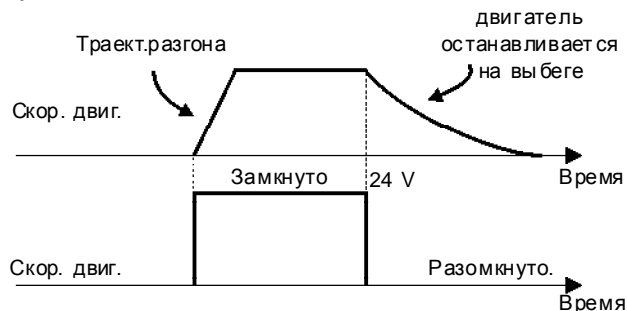 двигатель
Траект.разгона
останавливается
на выбеге
Скор. двиг.
Замкнуто
24 V
Время
Скор. двиг.
Разомкнуто.
Время